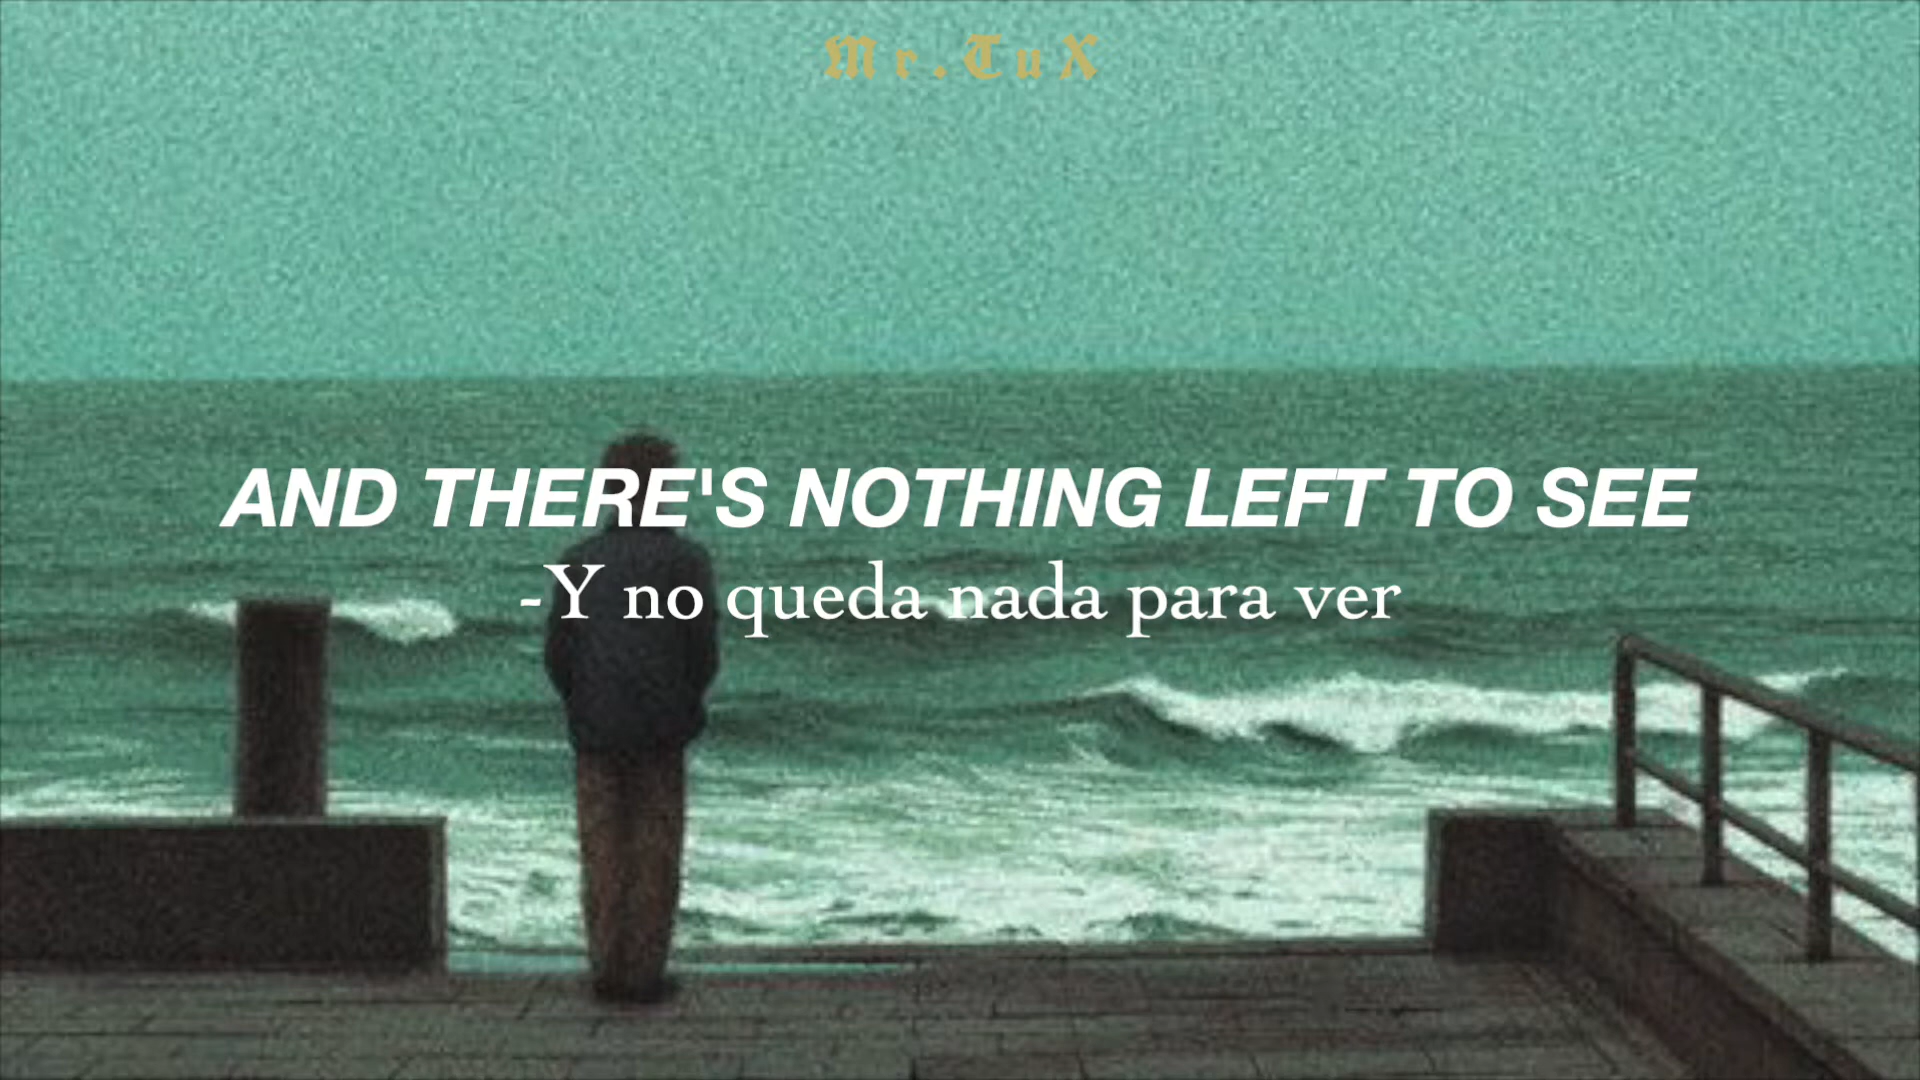 Mr.TuX
AND THERE'S NOTHING LEFT TO SEE
-Y no queda nada para ver